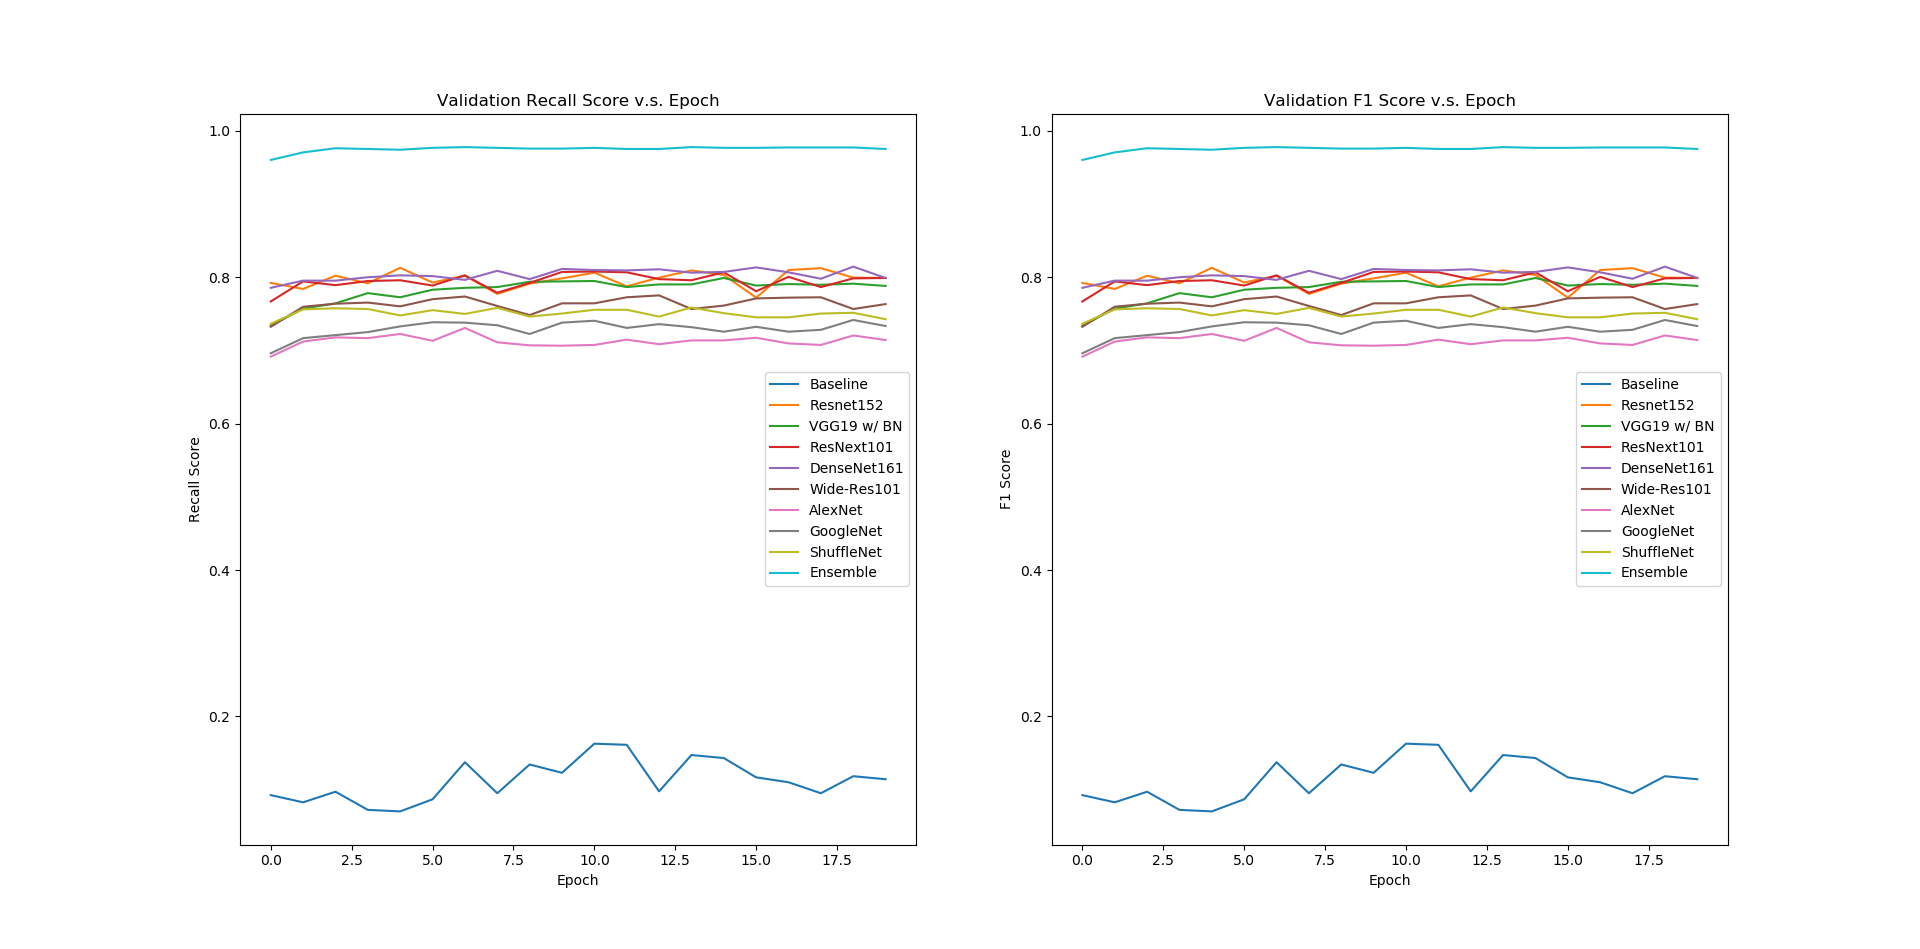 Validation Recall Score v.s. Epoch
1.0
0.8
0.6
0.4
0.2
Recall Score
Baseline
Resnet152
VGG19 w/ BN
ResNext101
DenseNet161
Wide-Res101
AlexNet
GoogleNet
ShuffleNet
Ensemble
0.0 2.5 5.0 7.5 10.0 12.5 15.0 17.5
Epoch
Validation F1 Score v.s. Epoch
1.0
0.8
0.6
0.4
0.2
F1 Score
Baseline
Resnet152
VGG19 w/ BN
ResNext101
DenseNet161
Wide-Res101
AlexNet
GoogleNet
ShuffleNet
Ensemble
0.0 2.5 5.0 7.5 10.0 12.5 15.0 17.5
Epoch